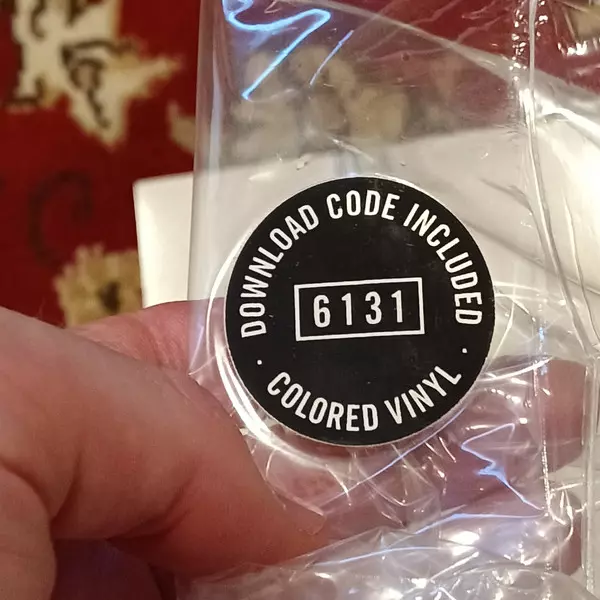 DOWNLOAD CODE INCLUDED
6131
· COLORED VINYL ·